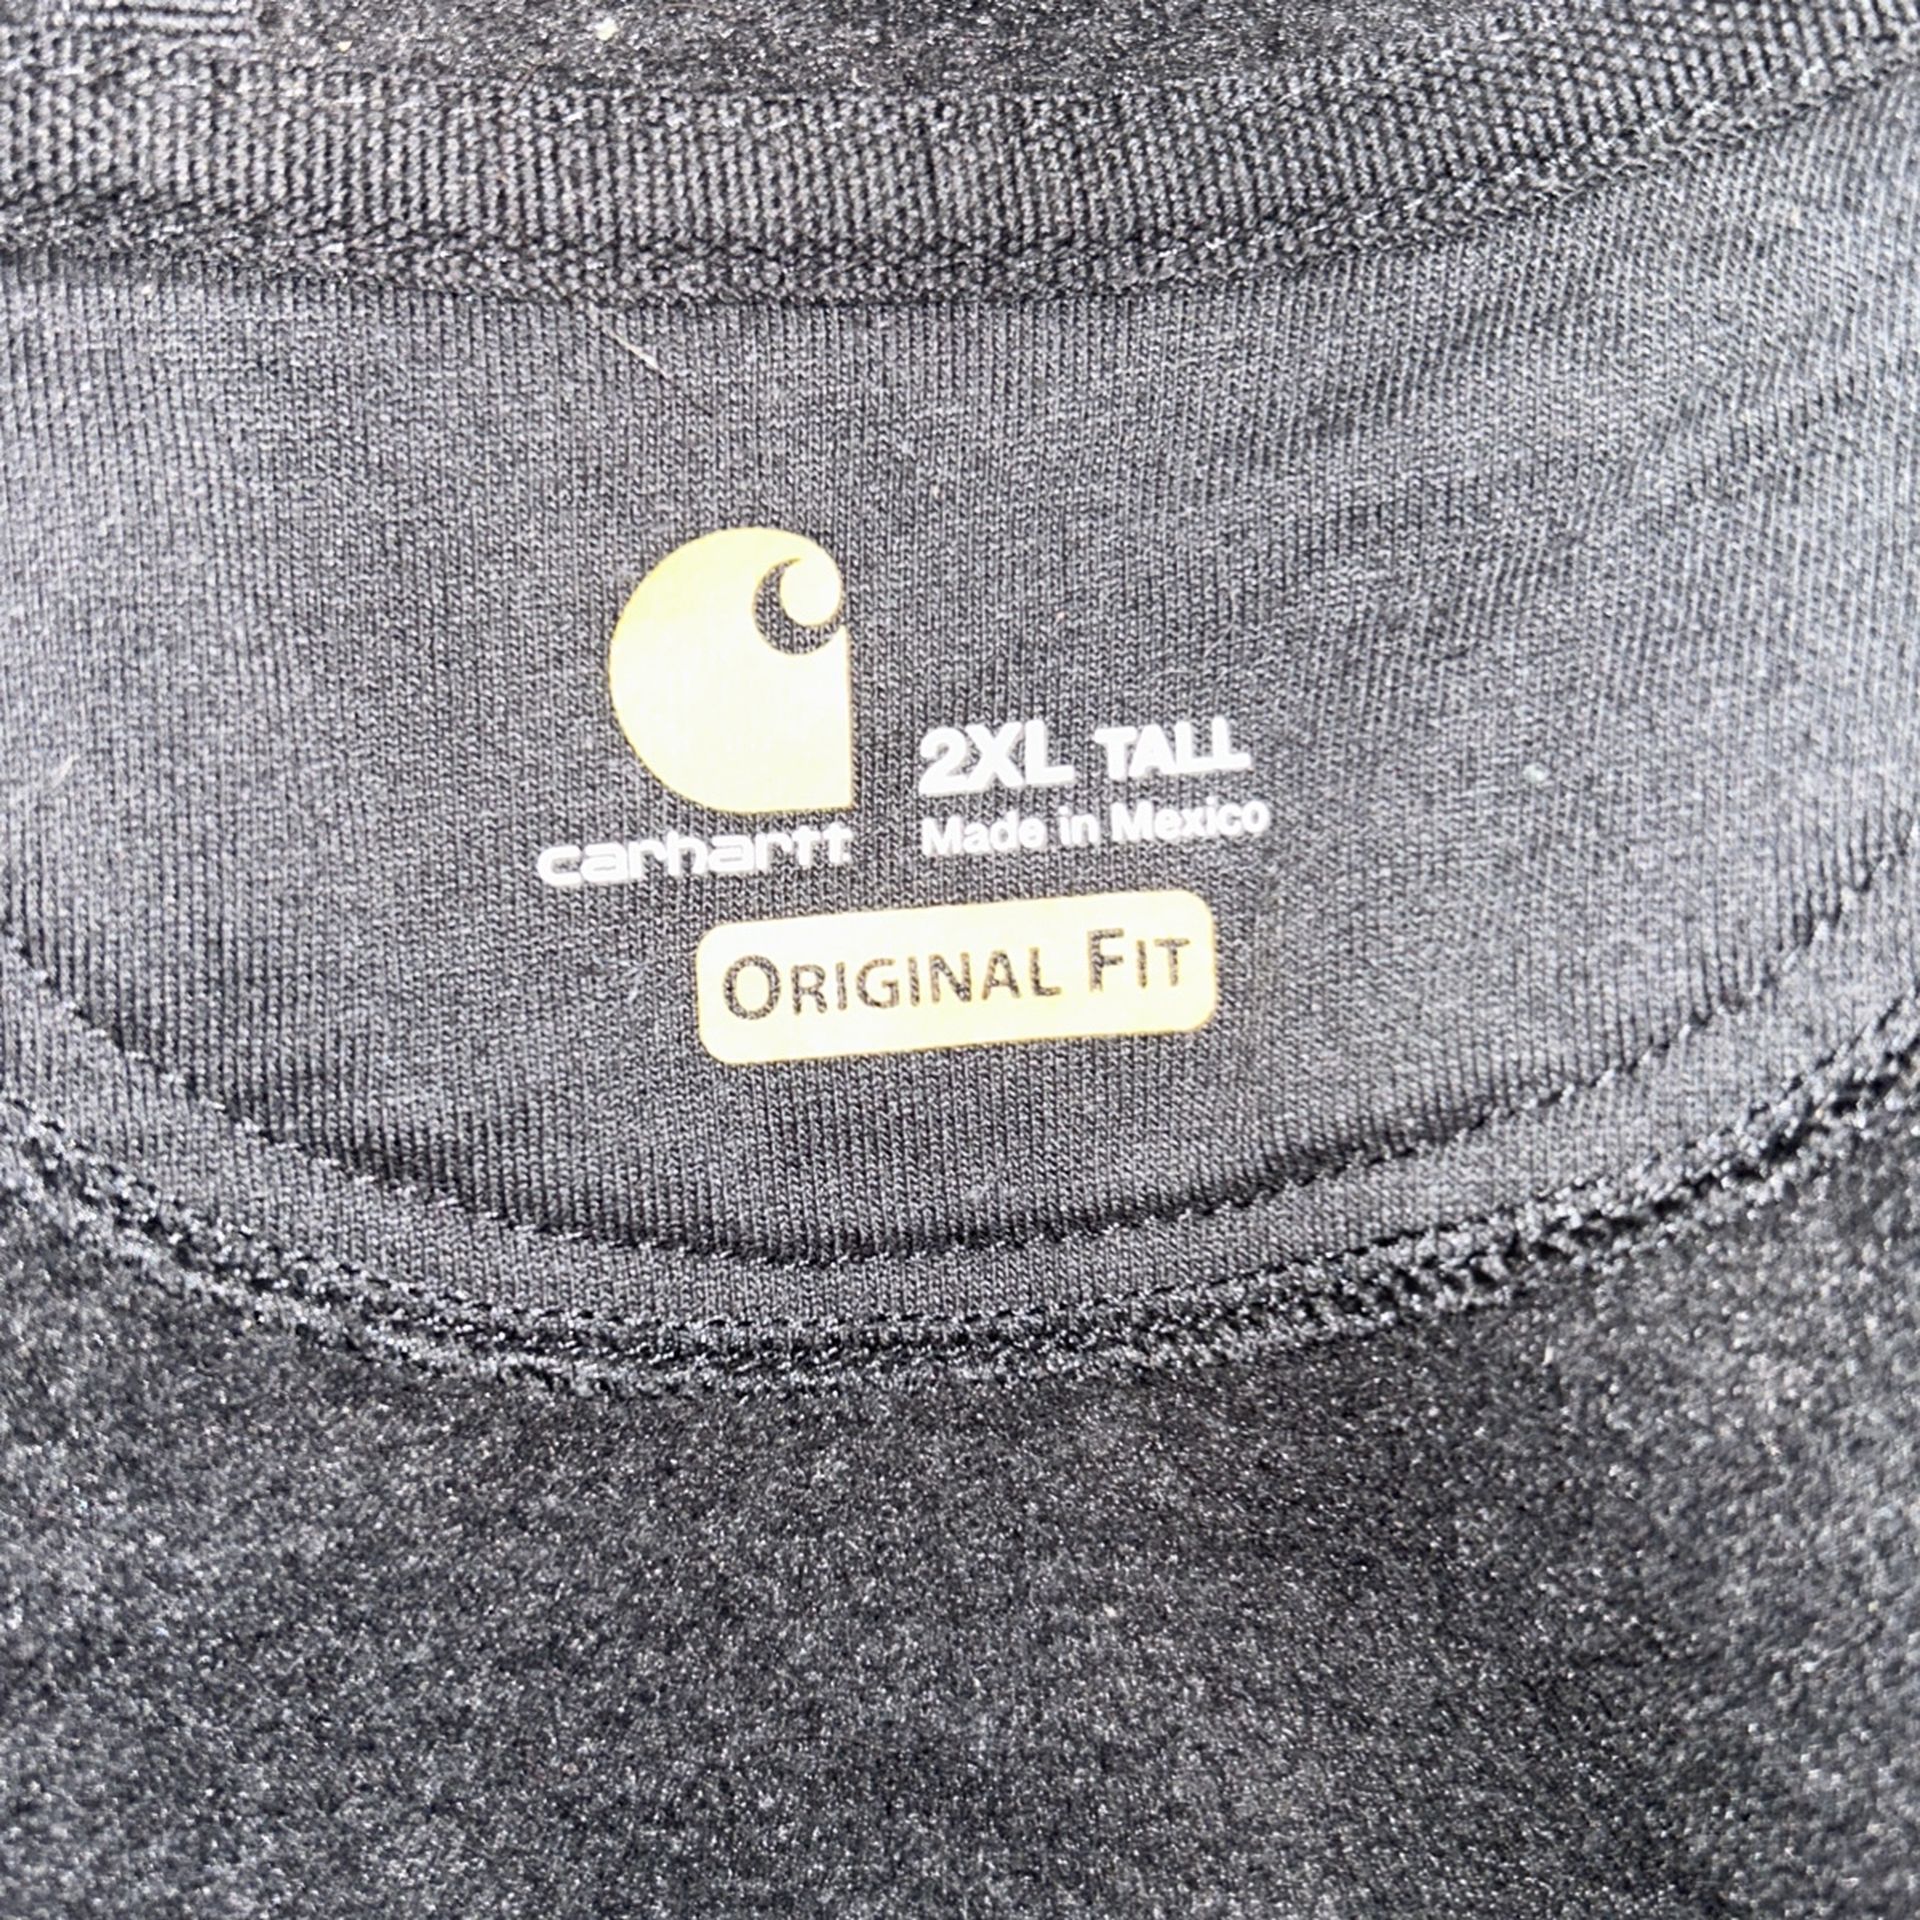 carhartt
2XL TALL
Made in Mexico
ORIGINAL FIT